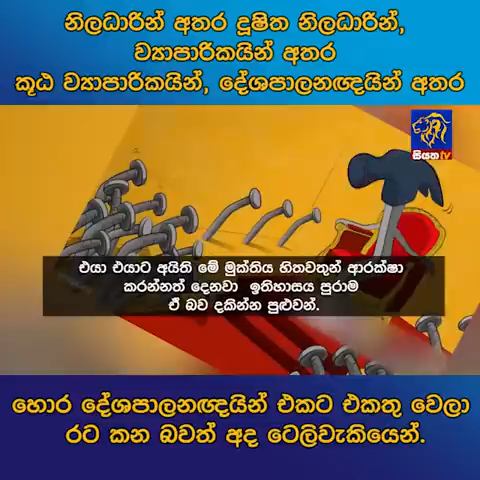 නිලධාරින් අතර දූෂිත නිලධාරින්,
ව්‍යාපාරිකයින් අතර
කූඨ ව්‍යාපාරිකයින්, දේශපාලනඥයින් අතර
සියත tv
එයා එයාට අයිති මේ මුක්තිය හිතවතුන් ආරක්ෂා
කරන්නත් දෙනවා ඉතිහාසය පුරාම
ඒ බව දකින්න පුළුවන්.
හොර දේශපාලනඥයින් එකට එකතු වෙලා
රට කන බවත් අද ටෙලිවැකියෙන්.